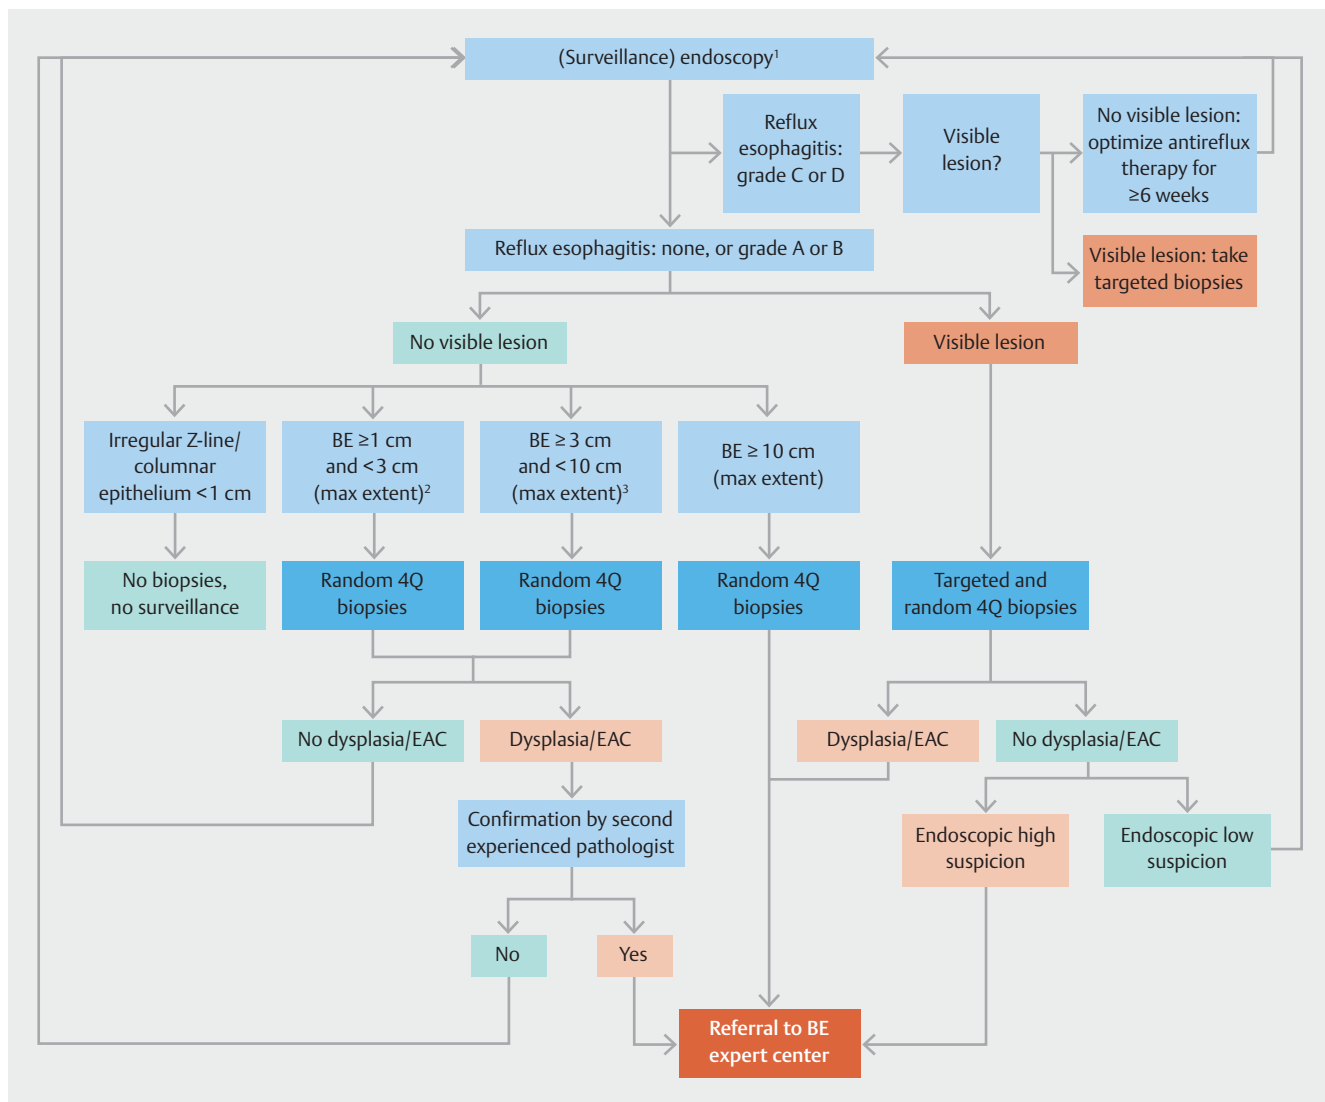 (Surveillance) endoscopy¹
Reflux
esophagitis:
grade C or D
Visible
lesion?
No visible lesion:
optimize antireflux
therapy for
≥6 weeks
Reflux esophagitis: none, or grade A or B
Visible lesion: take
targeted biopsies
No visible lesion
Visible lesion
Irregular Z-line/
columnar
epithelium <1 cm
BE ≥1 cm
and <3 cm
(max extent)²
BE ≥ 3 cm
and <10 cm
(max extent)³
BE ≥ 10 cm
(max extent)
No biopsies,
no surveillance
Random 4Q
biopsies
Random 4Q
biopsies
Random 4Q
biopsies
Targeted and
random 4Q biopsies
No dysplasia/EAC
Dysplasia/EAC
Dysplasia/EAC
No dysplasia/EAC
Confirmation by second
experienced pathologist
Endoscopic high
suspicion
Endoscopic low
suspicion
No
Yes
Referral to BE
expert center